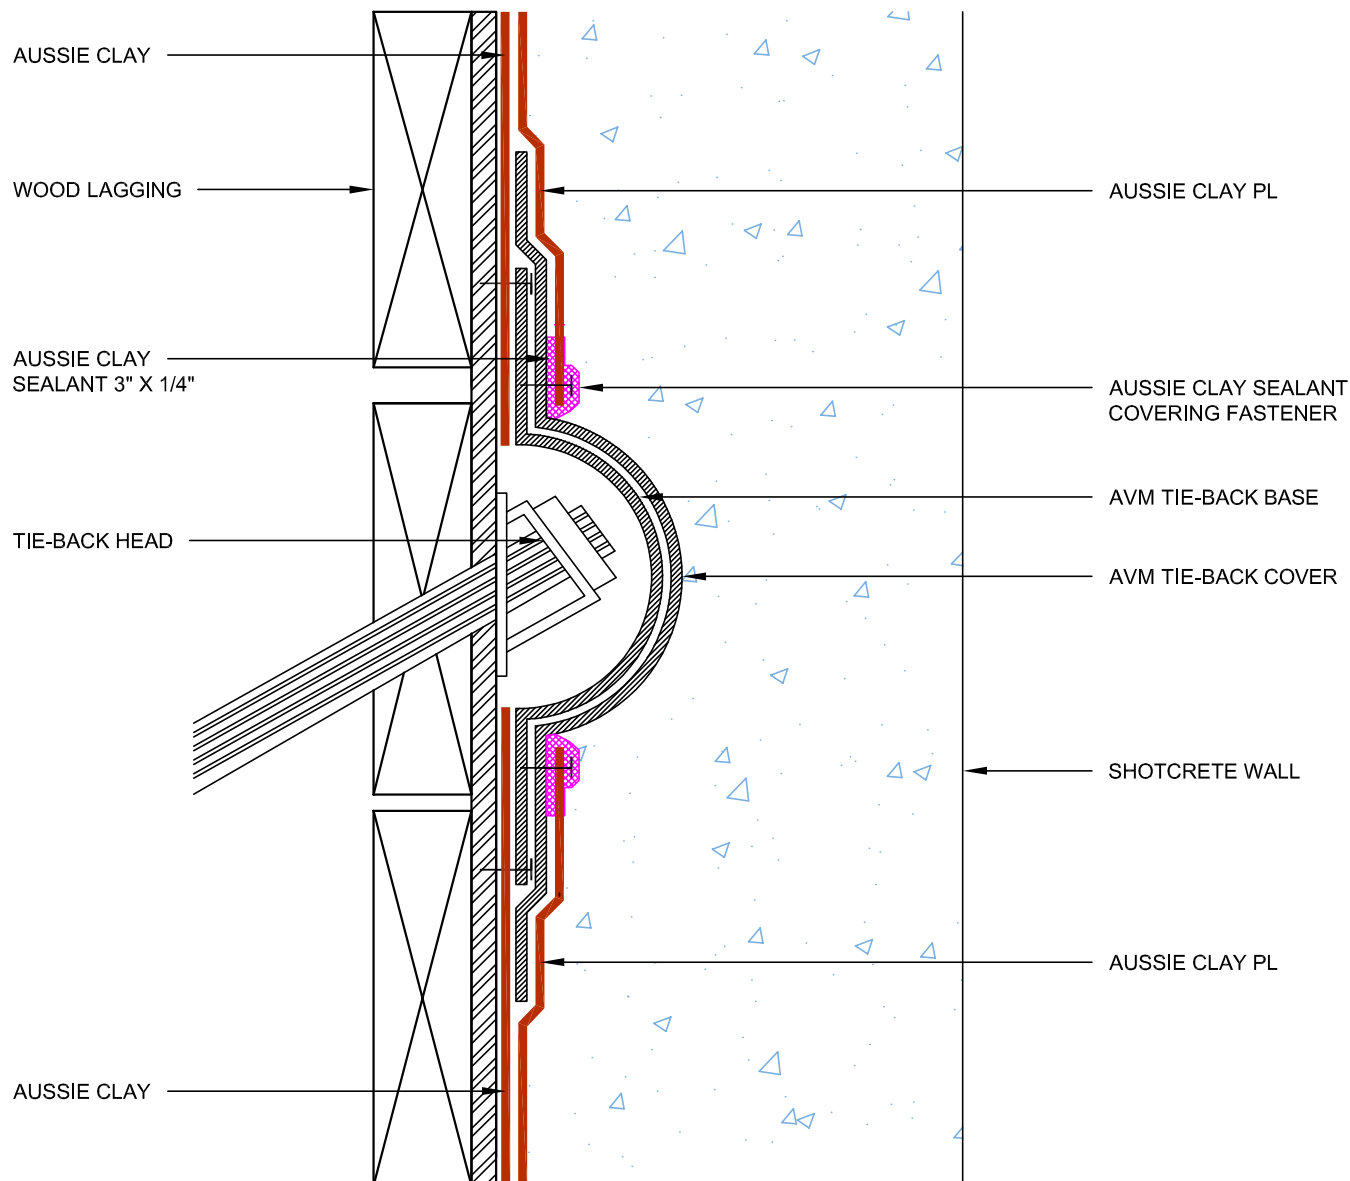 AUSSIE CLAY
WOOD LAGGING
AUSSIE CLAY
SEALANT 3" X 1/4"
TIE-BACK HEAD
AUSSIE CLAY
AUSSIE CLAY PL
AUSSIE CLAY SEALANT
COVERING FASTENER
AVM TIE-BACK BASE
AVM TIE-BACK COVER
SHOTCRETE WALL
AUSSIE CLAY PL